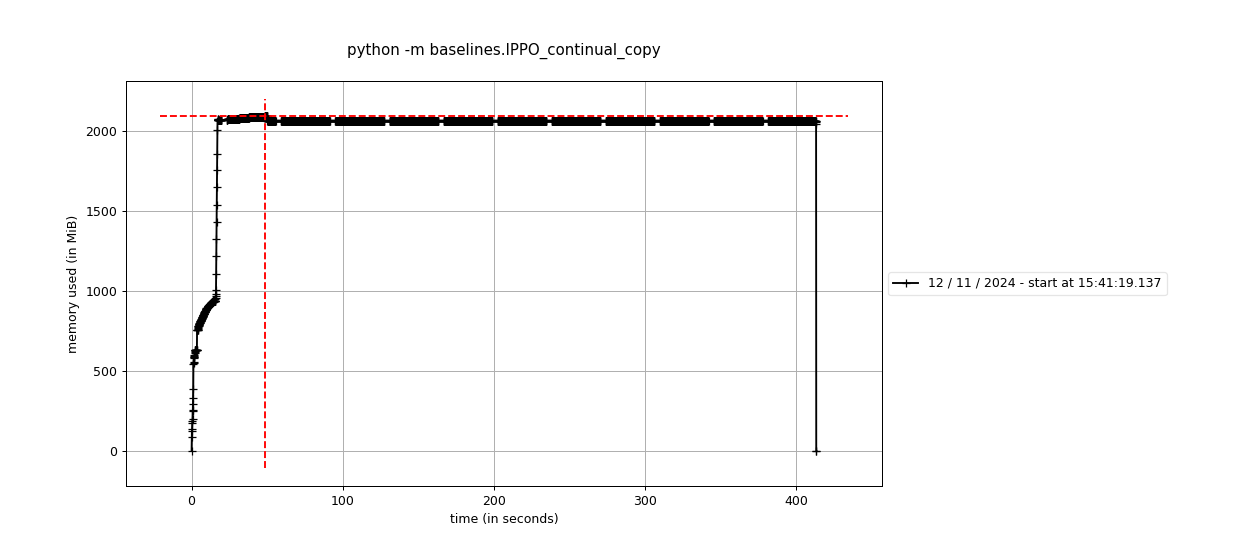 python -m baselines.IPPO_continual_copy
memory used (in MiB)
2000
1500
1000
500
0
0 100 200 300 400
time (in seconds)
12 / 11 / 2024 - start at 15:41:19.137